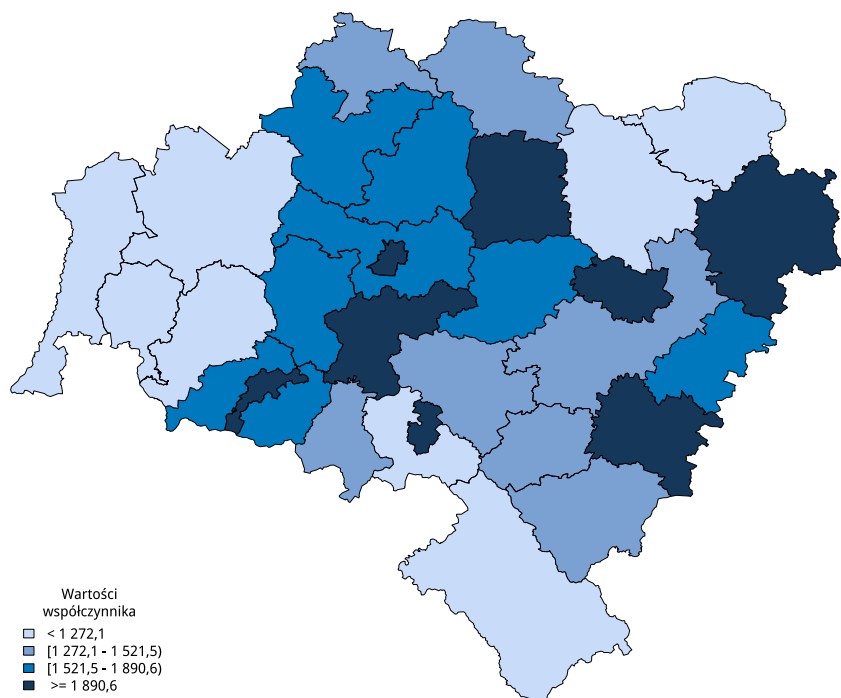 Wartości
współczynnika
< 1 272,1
[1 272,1 - 1 521,5)
[1 521,5 - 1 890,6)
>= 1 890,6